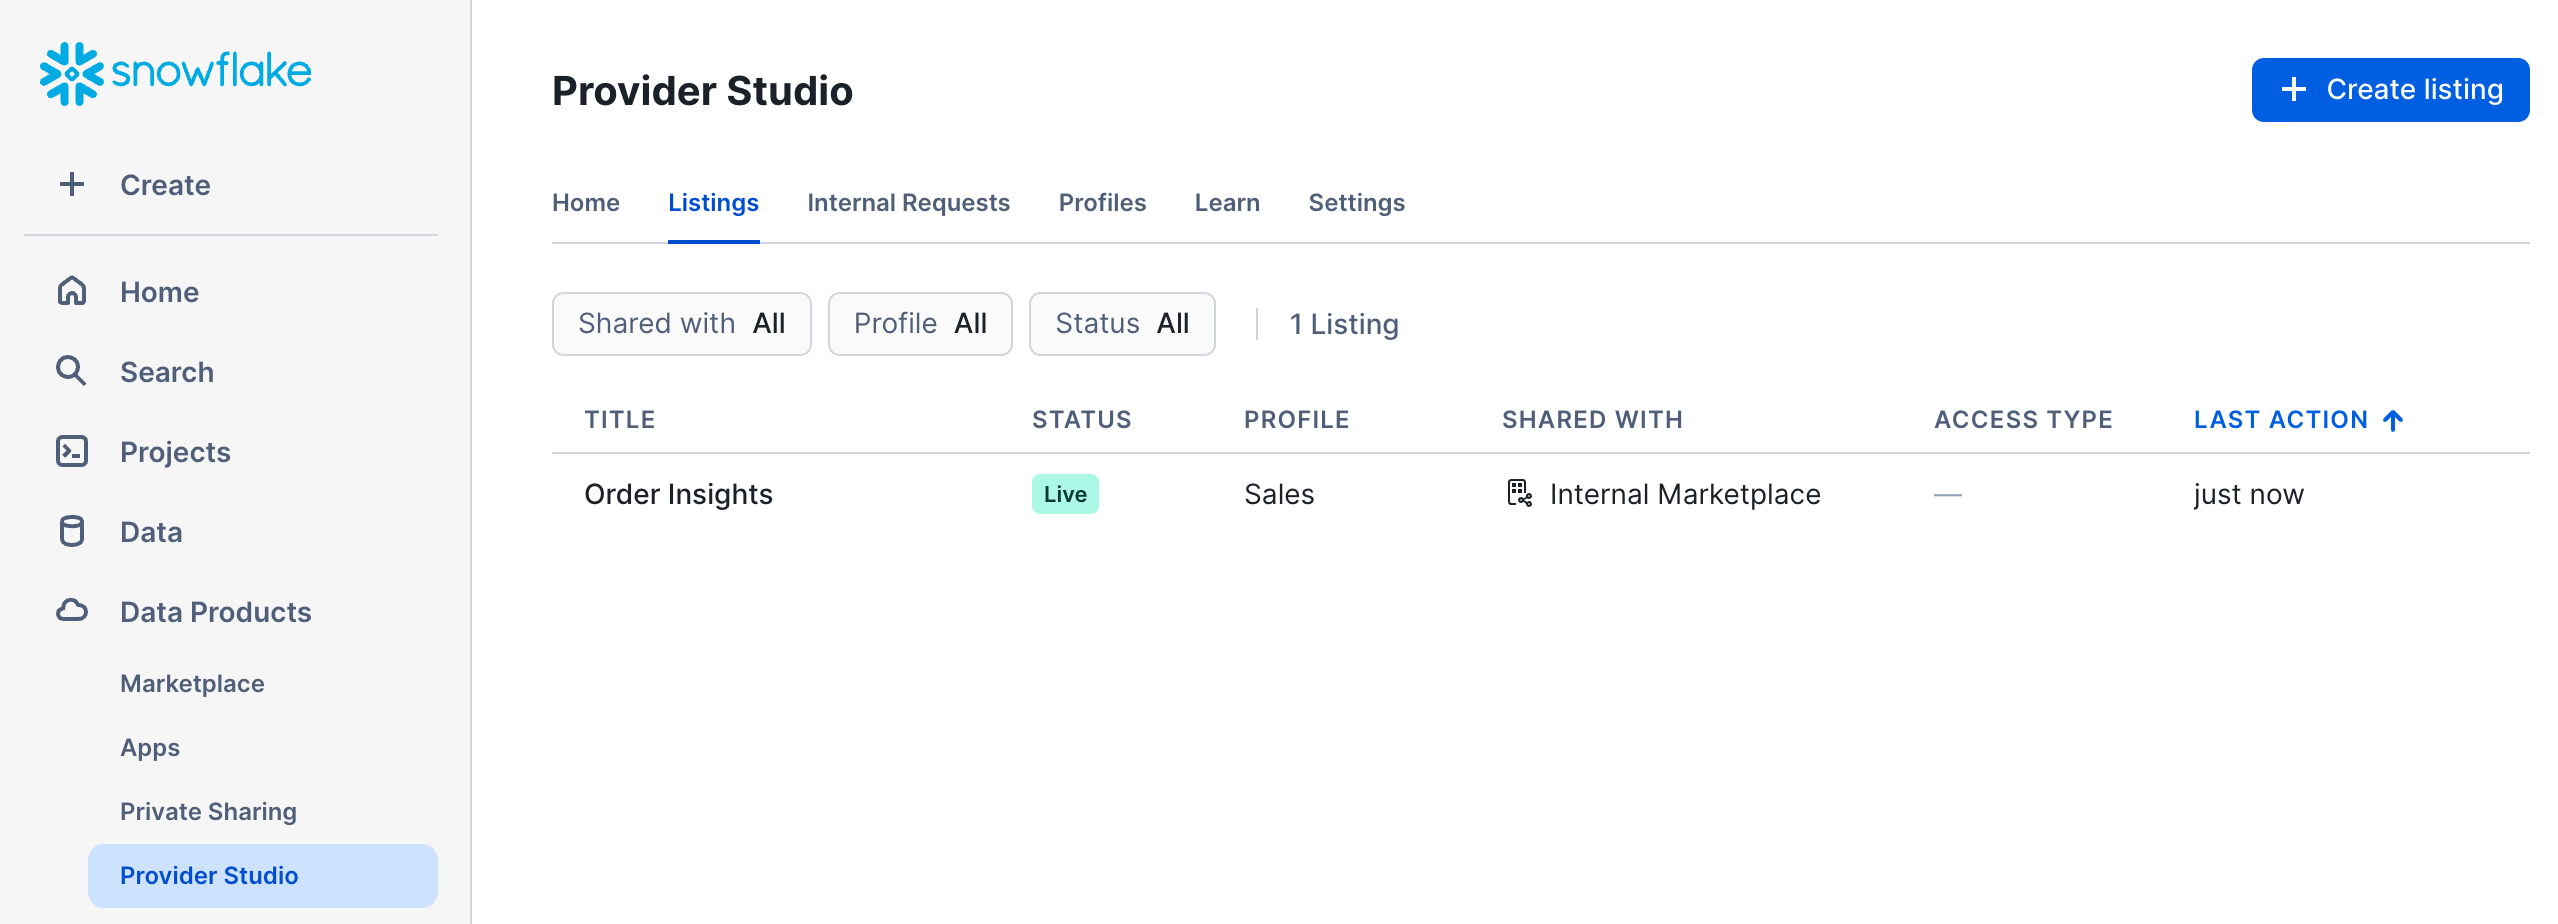 snowflake
Create
Home
Search
Projects
Data
Data Products
Marketplace
Apps
Private Sharing
Provider Studio
Provider Studio
Create listing
Home Listings Internal Requests Profiles Learn Settings
Shared with All Profile All Status All 1 Listing
TITLE STATUS PROFILE SHARED WITH ACCESS TYPE LAST ACTION
Order Insights Live Sales Internal Marketplace — just now